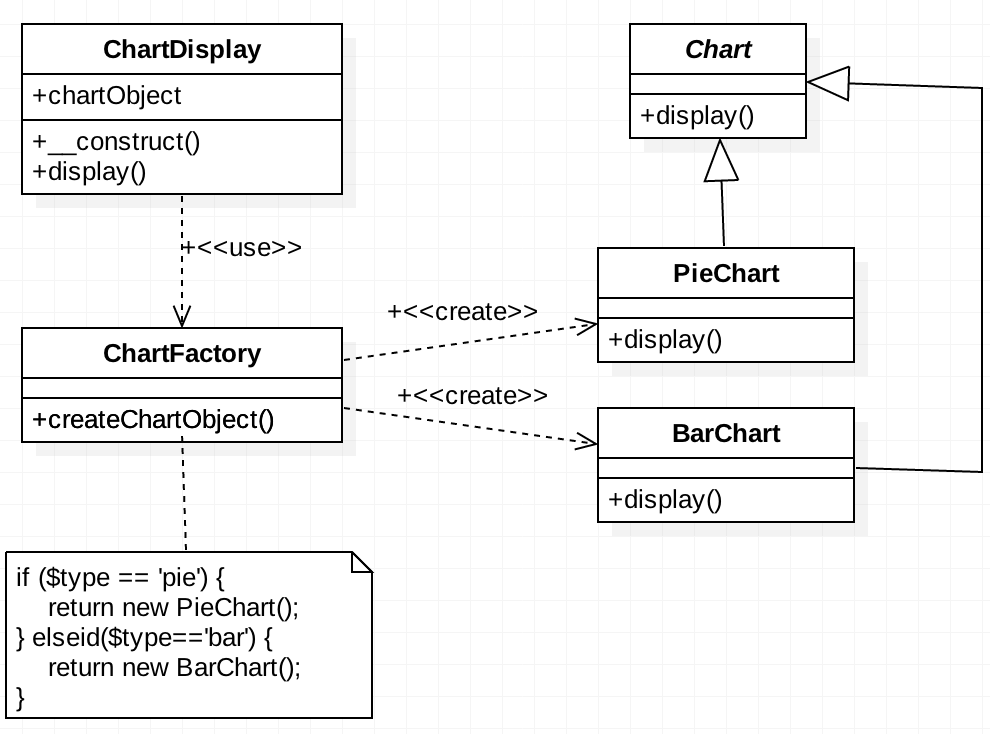 ChartDisplay
+chartObject
+__construct()
+display()
+<<use>>
ChartFactory
+createChartObject()
if ($type == 'pie') {
return new PieChart();
} elseid($type=='bar') {
return new BarChart();
}
+<<create>>
+<<create>>
Chart
+display()
PieChart
+display()
BarChart
+display()